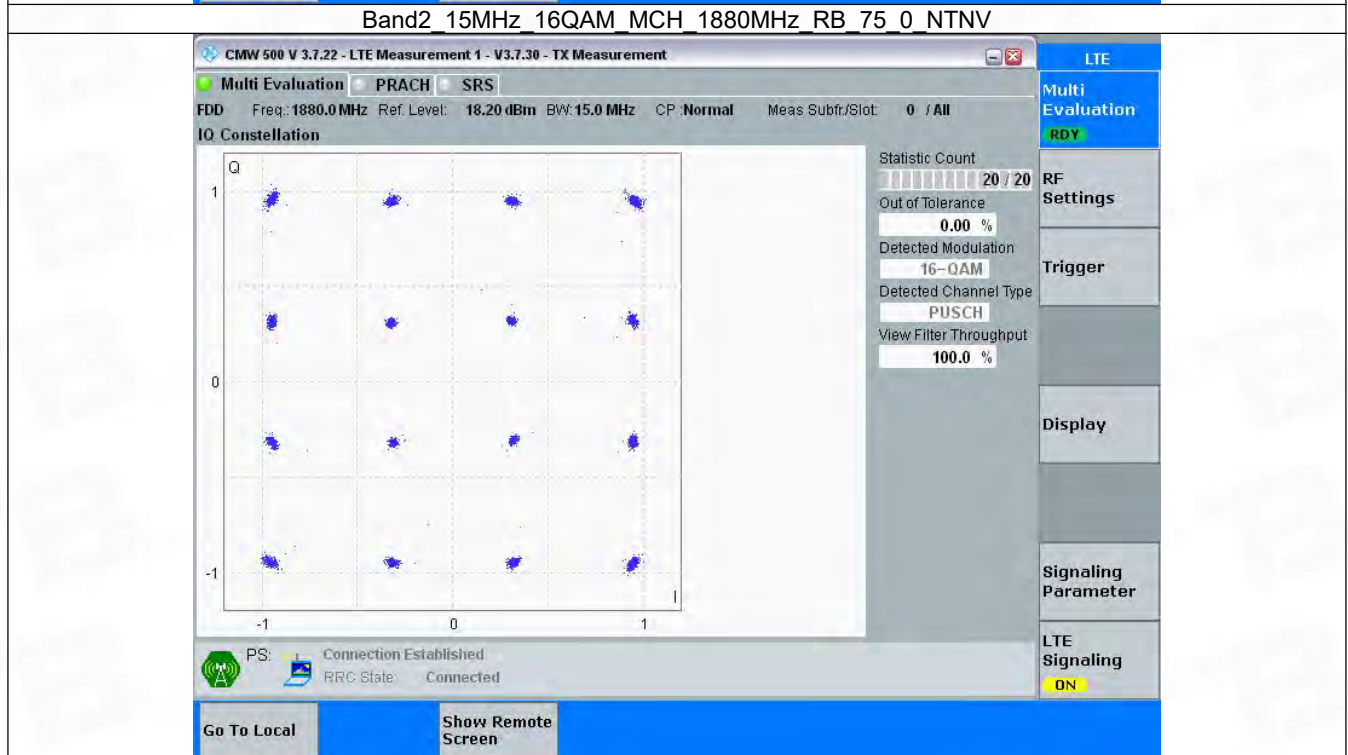 Band2_15MHz_16QAM_MCH_1880MHz_RB_75_0_NTNV
CMW 500 V 3.7.22 - LTE Measurement 1 - V3.7.30 - TX Measurement
LTE
Multi Evaluation PRACH SRS
Multi
Evaluation
RDY
FDD Freq.:1880.0 MHz Ref. Level: 18.20 dBm BW:15.0 MHz CP :Normal Meas Subfr./Slot: 0 / All
IQ Constellation
Q
1
0
-1
I
-1 0 1
Statistic Count
20 / 20
Out of Tolerance
0.00 %
Detected Modulation
16-QAM
Detected Channel Type
PUSCH
View Filter Throughput
100.0 %
RF
Settings
Trigger
Display
Signaling
Parameter
LTE
Signaling
ON
PS: Connection Established
RRC State: Connected
Go To Local
Show Remote
Screen